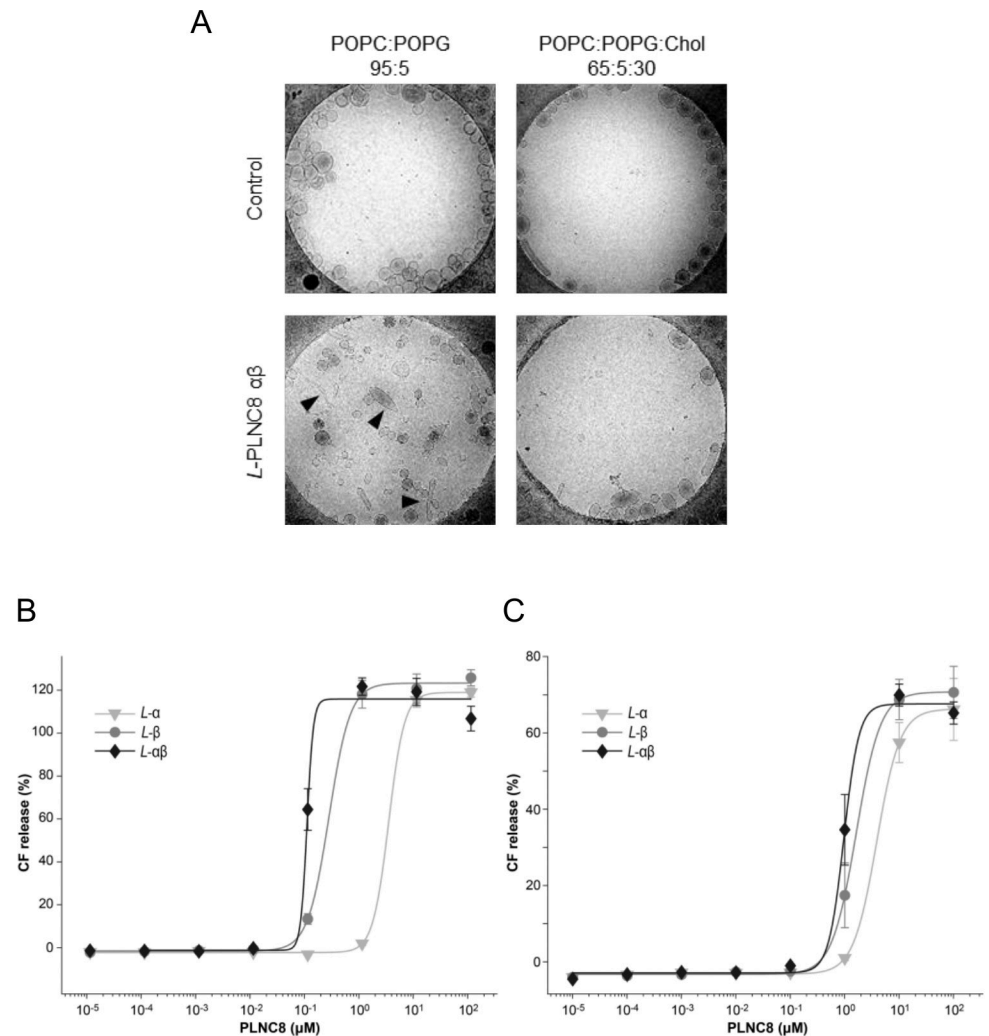 A
POPC:POPG
95:5
POPC:POPG:Chol
65:5:30
Control
L-PLNC8 αβ
B
CF release (%)
120
100
80
60
40
20
0
L-α
L-β
L-αβ
10⁻⁵ 10⁻⁴ 10⁻³ 10⁻² 10⁻¹ 10⁰ 10¹ 10²
PLNC8 (µM)
C
CF release (%)
80
60
40
20
0
L-α
L-β
L-αβ
10⁻⁵ 10⁻⁴ 10⁻³ 10⁻² 10⁻¹ 10⁰ 10¹ 10²
PLNC8 (µM)